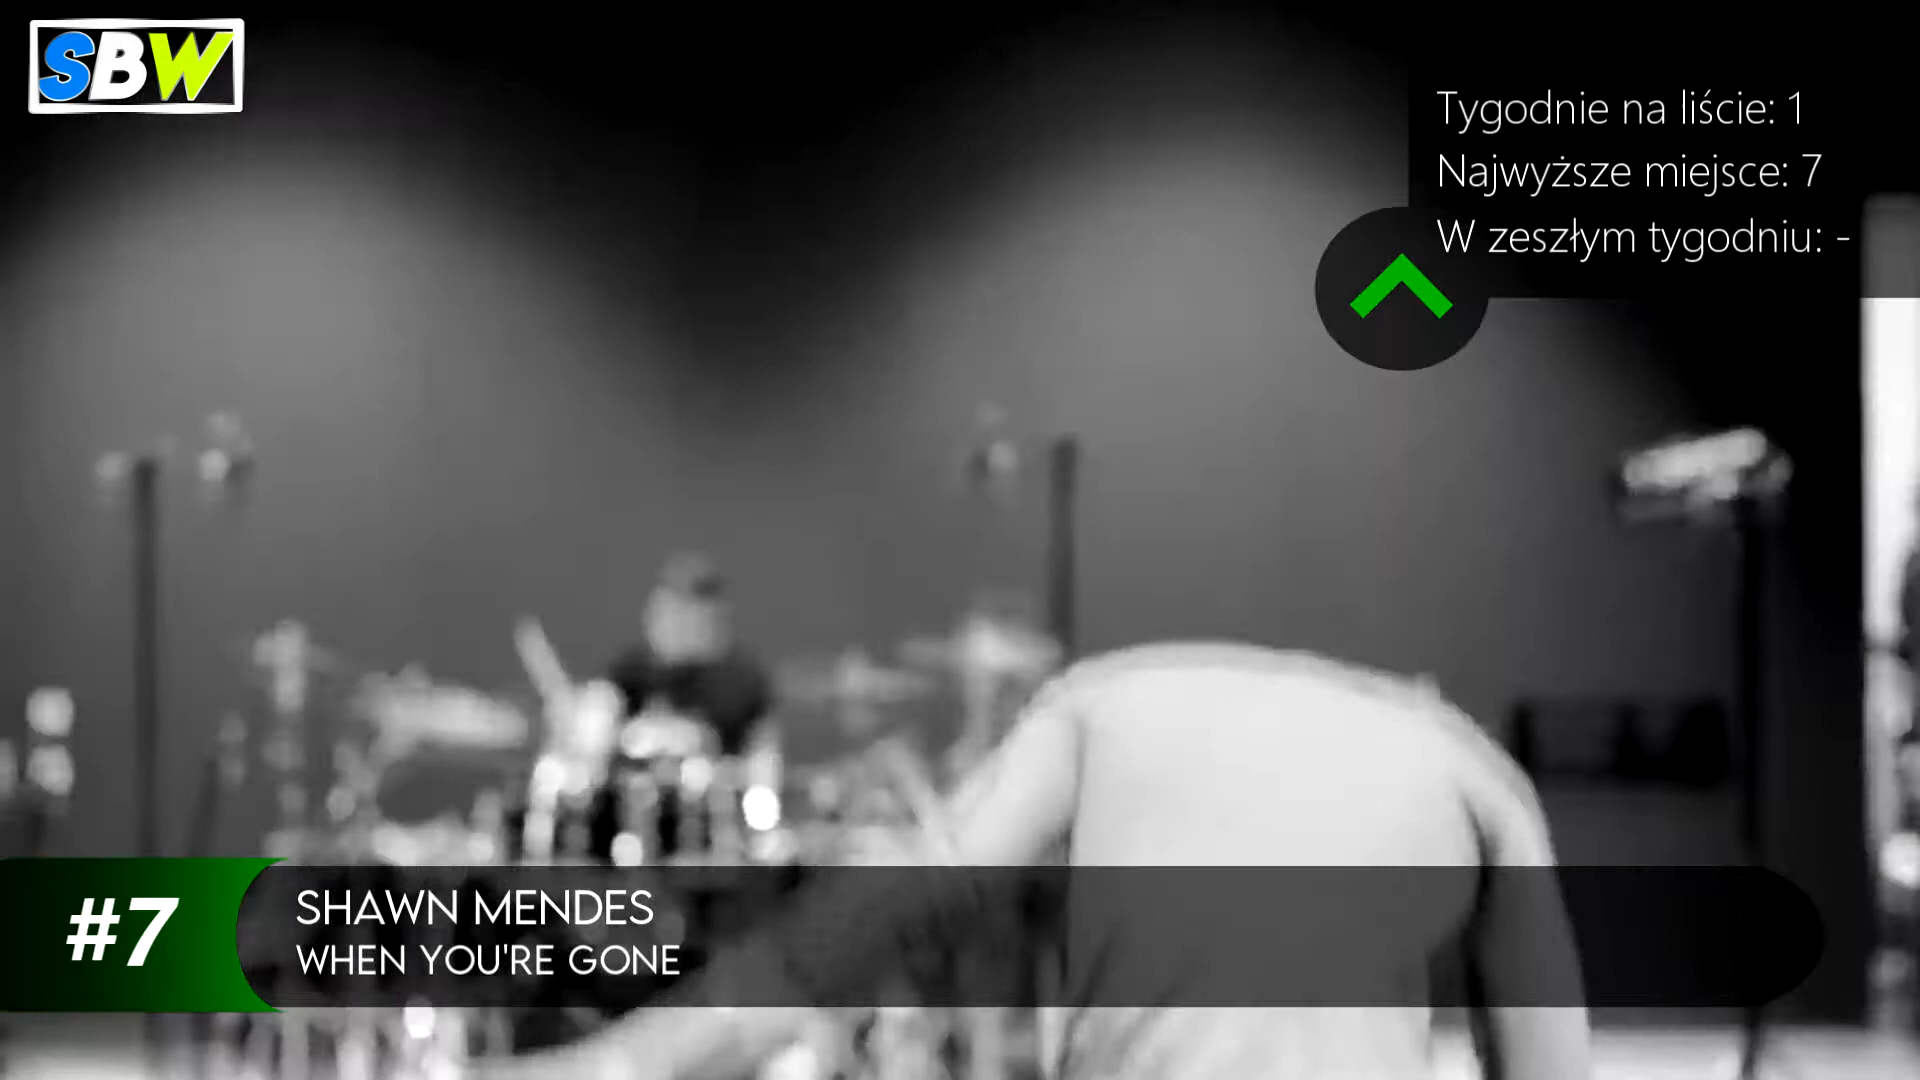 SBW
Tygodnie na liście: 1
Najwyższe miejsce: 7
W zeszłym tygodniu: -
#7
SHAWN MENDES
WHEN YOU'RE GONE